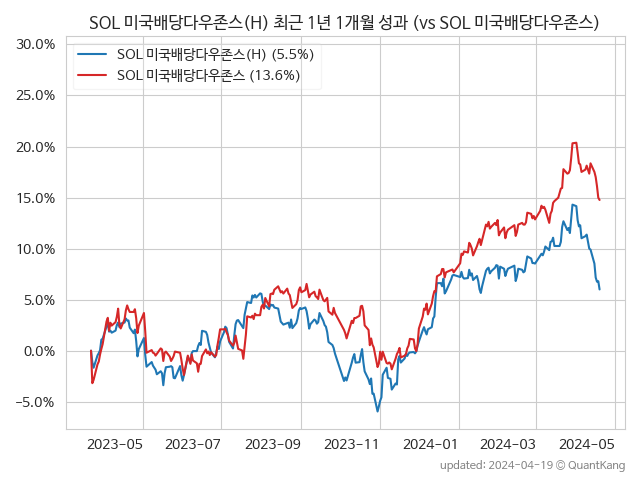 SOL 미국배당다우존스(H) 최근 1년 1개월 성과 (vs SOL 미국배당다우존스)
30.0%
25.0%
20.0%
15.0%
10.0%
5.0%
0.0%
−5.0%
SOL 미국배당다우존스(H) (5.5%)
SOL 미국배당다우존스 (13.6%)
2023-05 2023-07 2023-09 2023-11 2024-01 2024-03 2024-05
updated: 2024-04-19 © QuantKang